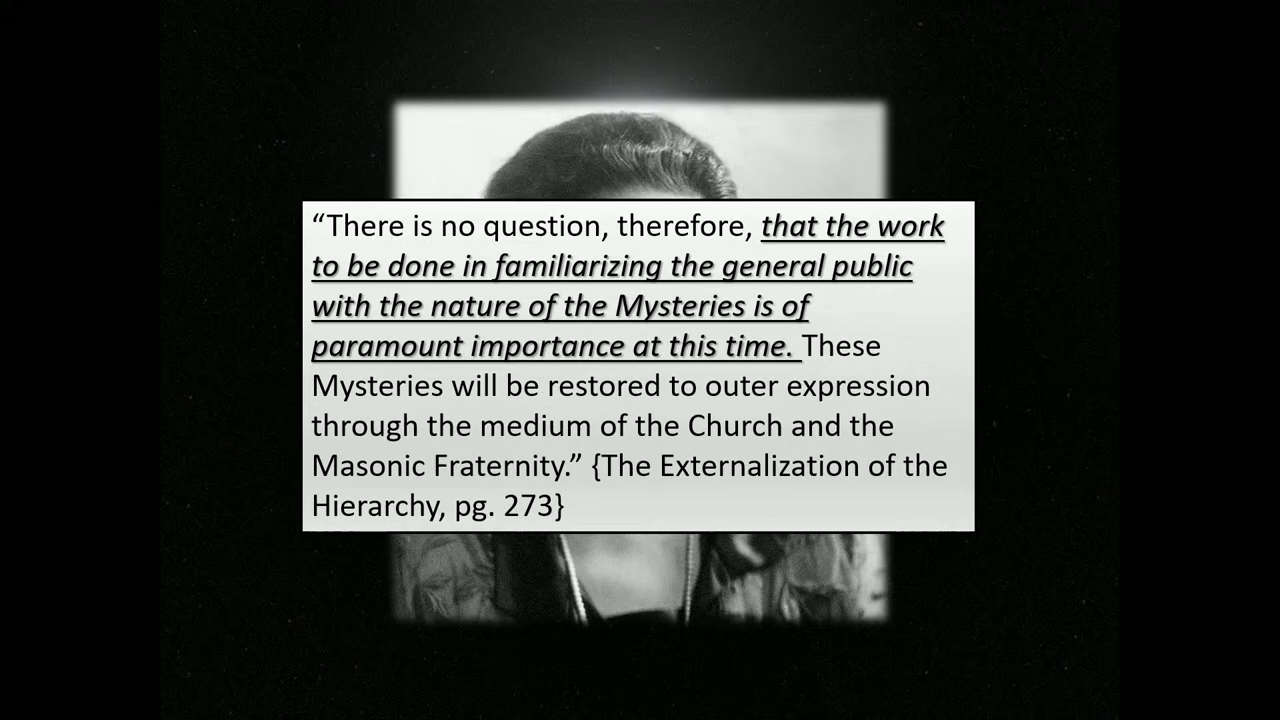 “There is no question, therefore, that the work
to be done in familiarizing the general public
with the nature of the Mysteries is of
paramount importance at this time. These
Mysteries will be restored to outer expression
through the medium of the Church and the
Masonic Fraternity.” {The Externalization of the
Hierarchy, pg. 273}